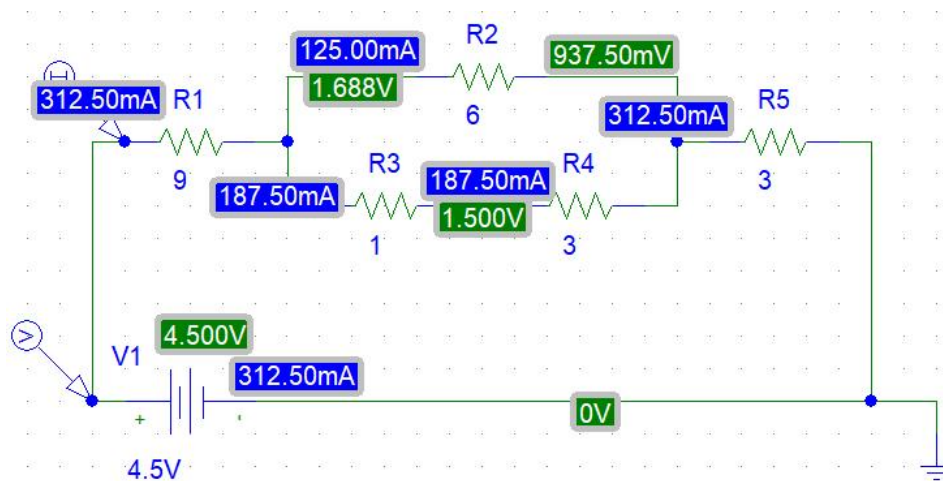 R2
125.00mA
937.50mV
1.688V
I
312.50mA
R1
6
312.50mA
R5
9
R3
187.50mA
R4
3
187.50mA
1.500V
1
3
V
4.500V
V1
312.50mA
0V
+
-
4.5V